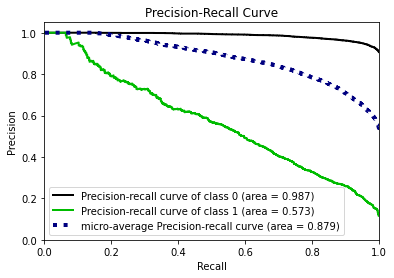 Precision-Recall Curve
1.0
0.8
0.6
0.4
0.2
0.0
Precision
Precision-recall curve of class 0 (area = 0.987)
Precision-recall curve of class 1 (area = 0.573)
micro-average Precision-recall curve (area = 0.879)
0.0 0.2 0.4 0.6 0.8 1.0
Recall